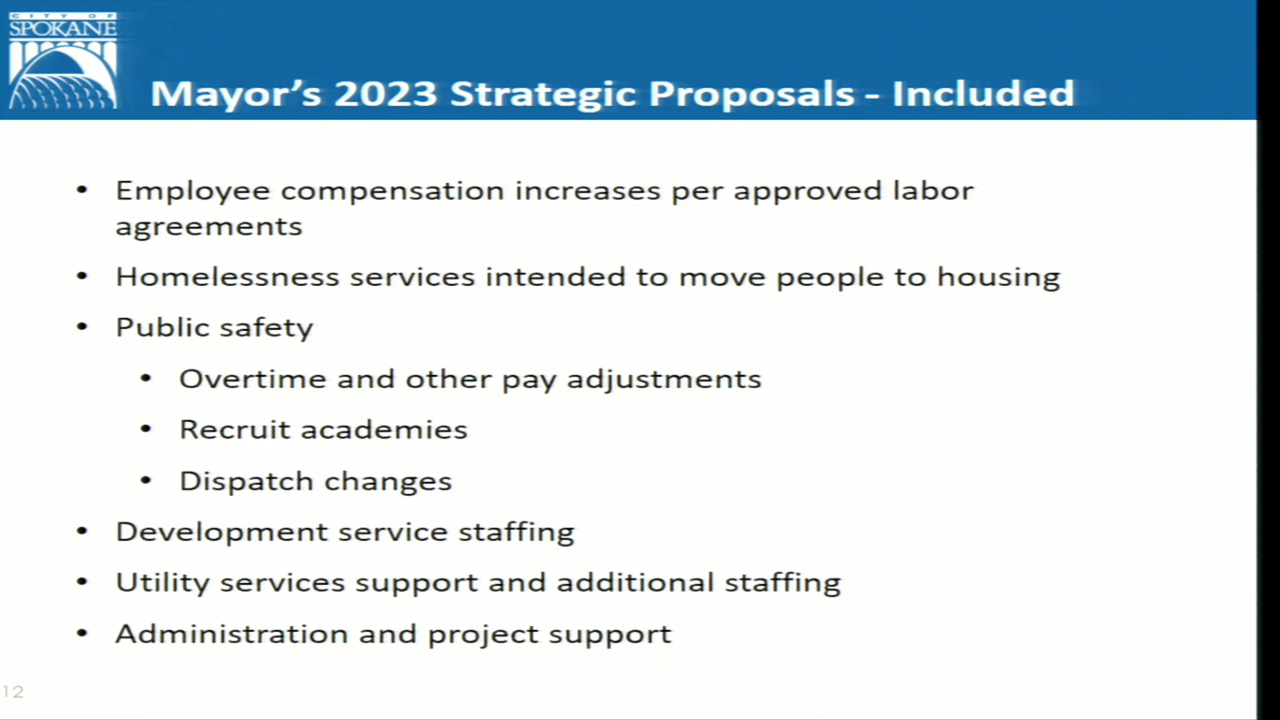 CITY OF
SPOKANE
Mayor's 2023 Strategic Proposals - Included
• Employee compensation increases per approved labor
agreements
• Homelessness services intended to move people to housing
• Public safety
• Overtime and other pay adjustments
• Recruit academies
• Dispatch changes
• Development service staffing
• Utility services support and additional staffing
• Administration and project support
12